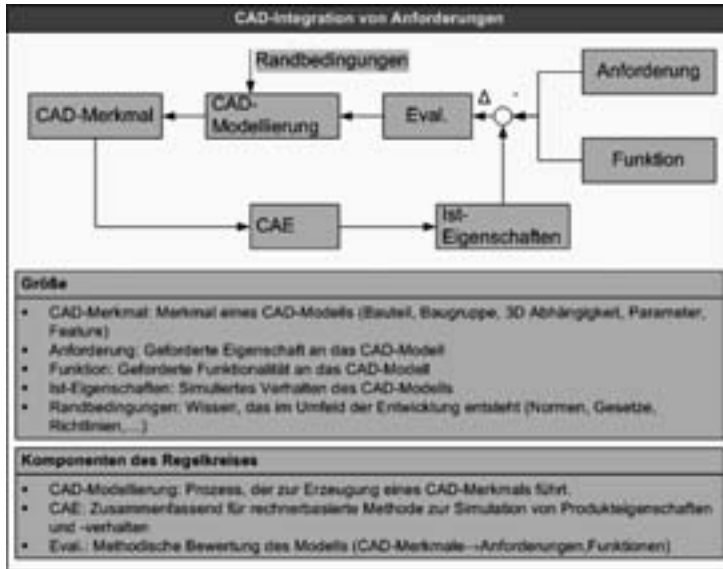 CAD-Integration von Anforderungen
Randbedingungen
Anforderung
CAD-Merkmal
CAD-
Modellierung
Eval.
Δ
-
Funktion
CAE
Ist-
Eigenschaften
Größe
▪ CAD-Merkmal: Merkmal eines CAD-Modells (Bauteil, Baugruppe, 3D Abhängigkeit, Parameter,
Feature)
▪ Anforderung: Geforderte Eigenschaft an das CAD-Modell
▪ Funktion: Geforderte Funktionalität an das CAD-Modell
▪ Ist-Eigenschaften: Simuliertes Verhalten des CAD-Modells
▪ Randbedingungen: Wissen, das im Umfeld der Entwicklung entsteht (Normen, Gesetze,
Richtlinien,...)
Komponenten des Regelkreises
▪ CAD-Modellierung: Prozess, der zur Erzeugung eines CAD-Merkmals führt.
▪ CAE: Zusammenfassend für rechnerbasierte Methode zur Simulation von Produkteigenschaften
und -verhalten
▪ Eval.: Methodische Bewertung des Modells (CAD-Merkmale→Anforderungen,Funktionen)